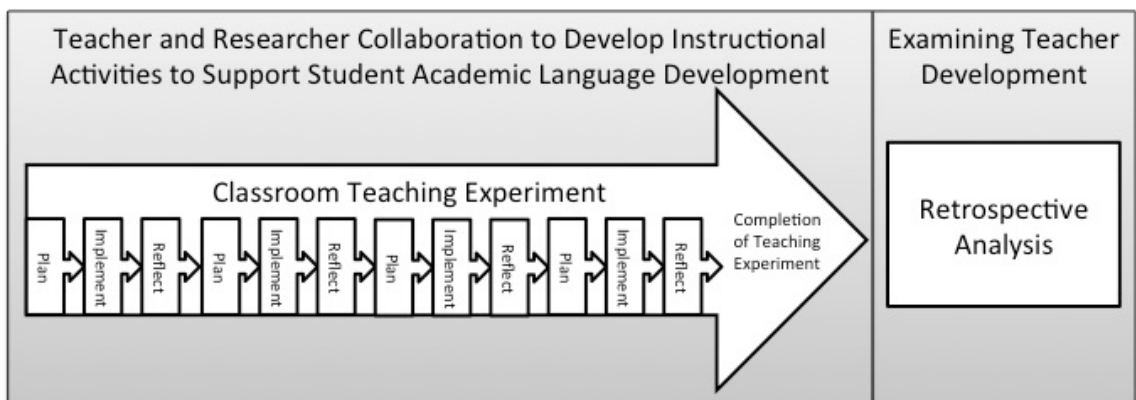 Teacher and Researcher Collaboration to Develop Instructional
Activities to Support Student Academic Language Development
Examining Teacher
Development
Classroom Teaching Experiment
Plan
Implement
Reflect
Plan
Implement
Reflect
Plan
Implement
Reflect
Plan
Implement
Reflect
Completion
of Teaching
Experiment
Retrospective
Analysis